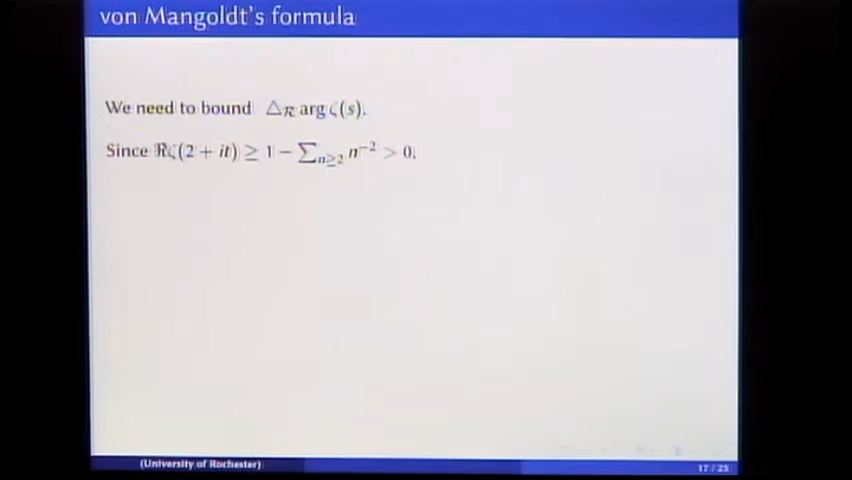 von Mangoldt's formula
We need to bound △_R arg ζ(s).
Since ℜζ(2 + it) ≥ 1 − ∑_{n≥2} n^{−2} > 0,
(University of Rochester)
17 / 25